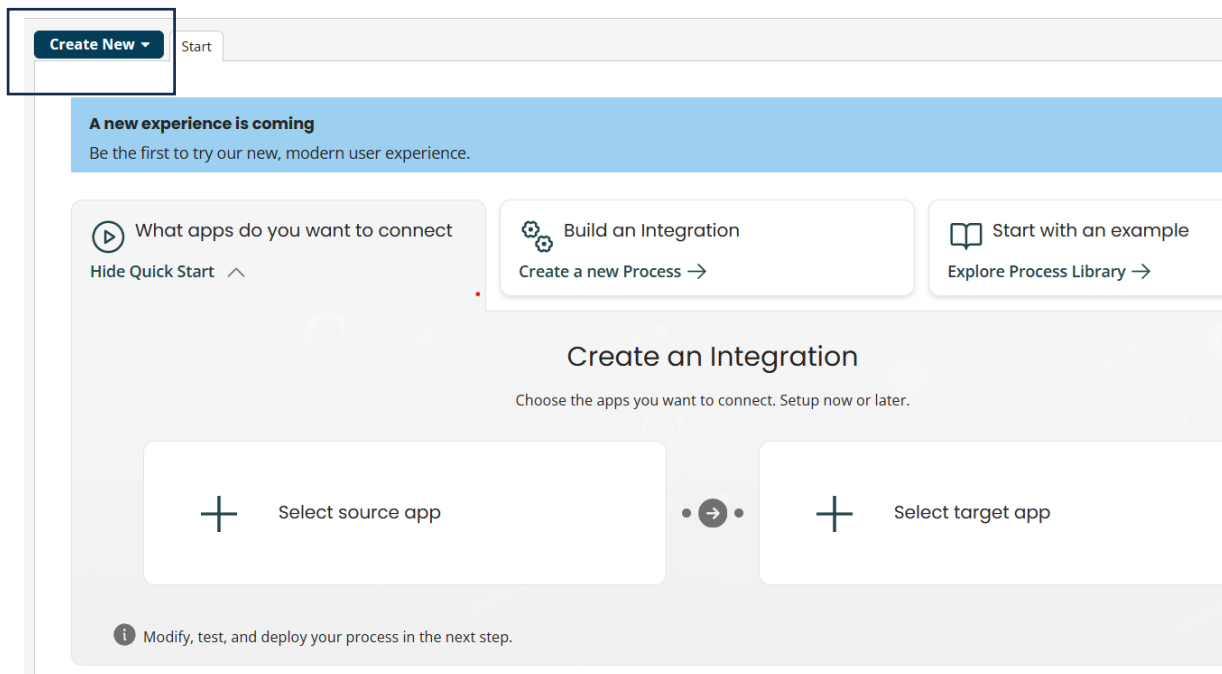 Create New
Start
A new experience is coming
Be the first to try our new, modern user experience.
What apps do you want to connect
Hide Quick Start
Build an Integration
Create a new Process →
Start with an example
Explore Process Library →
Create an Integration
Choose the apps you want to connect. Setup now or later.
Select source app
Select target app
Modify, test, and deploy your process in the next step.